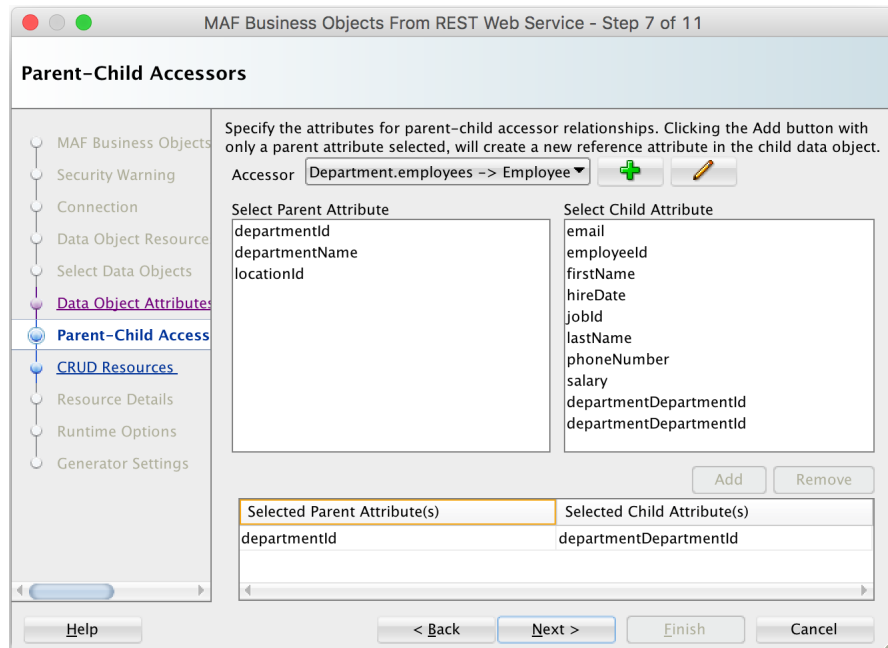 MAF Business Objects From REST Web Service - Step 7 of 11
Parent-Child Accessors
MAF Business Objects
Security Warning
Connection
Data Object Resource
Select Data Objects
Data Object Attributes
Parent-Child Access
CRUD Resources
Resource Details
Runtime Options
Generator Settings
Specify the attributes for parent-child accessor relationships. Clicking the Add button with
only a parent attribute selected, will create a new reference attribute in the child data object.
Accessor Department.employees -> Employee
Select Parent Attribute
departmentId
departmentName
locationId
Select Child Attribute
email
employeeId
firstName
hireDate
jobId
lastName
phoneNumber
salary
departmentDepartmentId
departmentDepartmentId
Add Remove
Selected Parent Attribute(s) Selected Child Attribute(s)
departmentId departmentDepartmentId
Help < Back Next > Finish Cancel